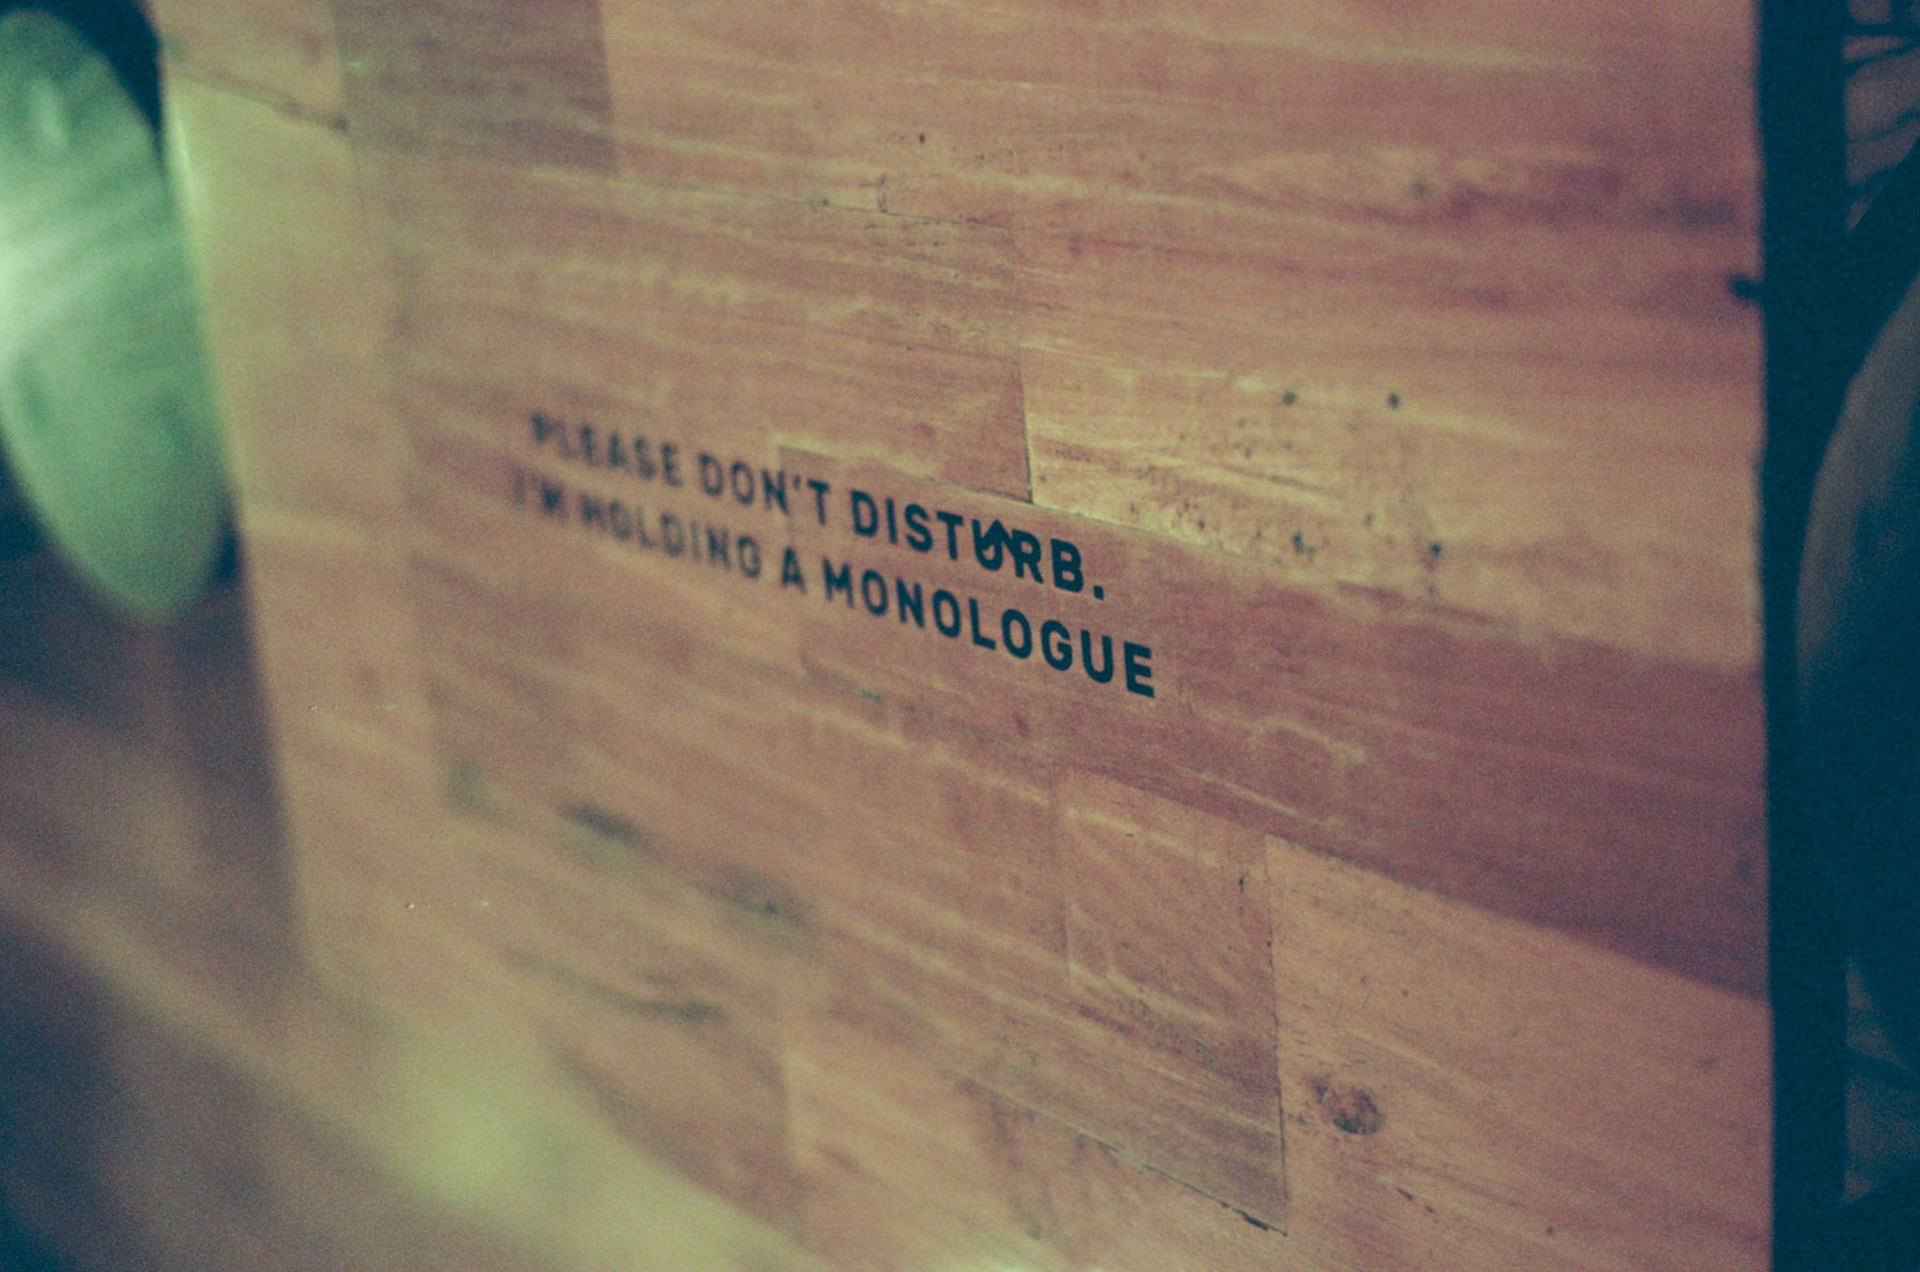 PLEASE DON'T DISTURB.
I'M HOLDING A MONOLOGUE